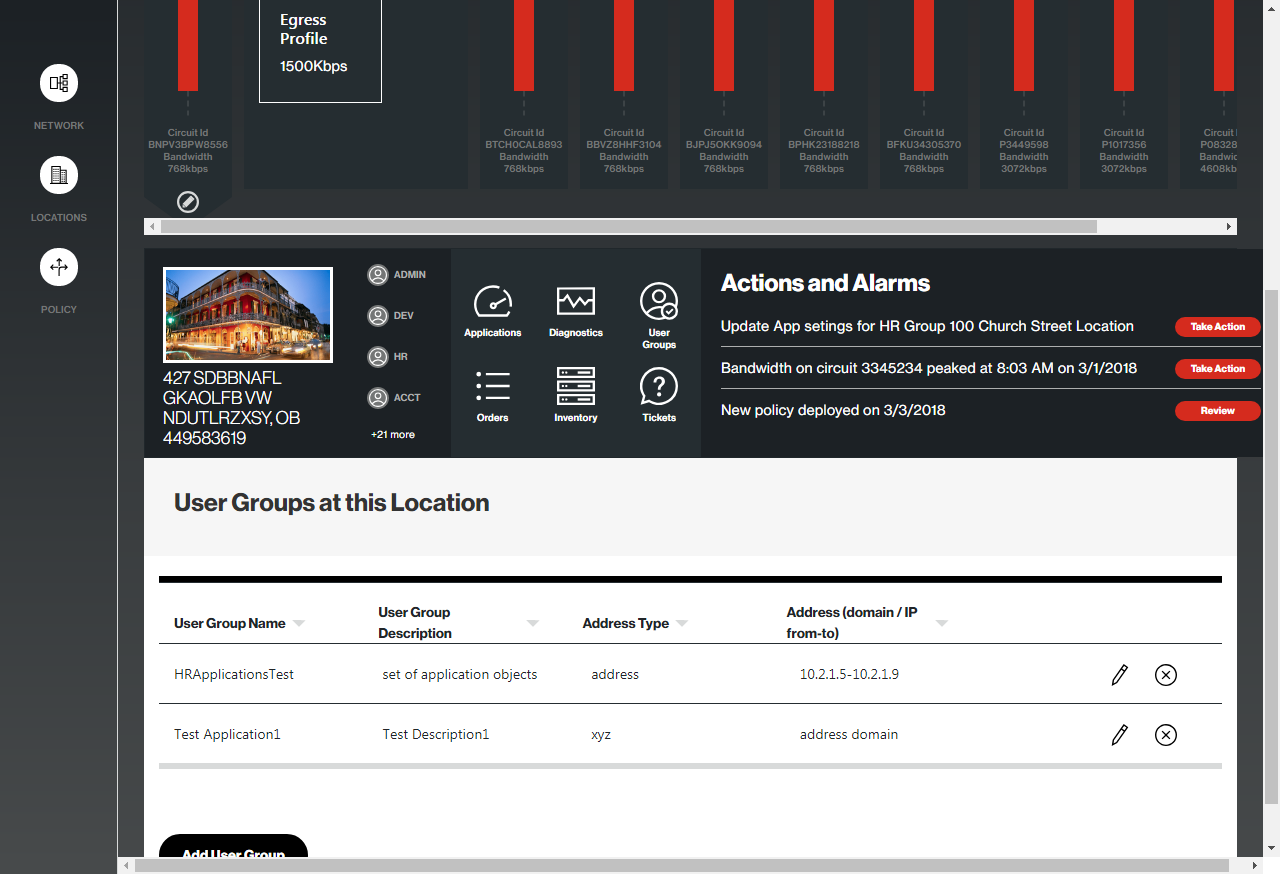 Egress
Profile
1500Kbps
Circuit Id
BNPV3BPW8556
Bandwidth
768kbps
Circuit Id
BTCH0CAL8893
Bandwidth
768kbps
Circuit Id
BBVZ8HHF3104
Bandwidth
768kbps
Circuit Id
BJPJ5OKK9094
Bandwidth
768kbps
Circuit Id
BPHK23188218
Bandwidth
768kbps
Circuit Id
BFKU34305370
Bandwidth
768kbps
Circuit Id
P3449598
Bandwidth
3072kbps
Circuit Id
P1017356
Bandwidth
3072kbps
Circuit I
P08328
Bandwic
4608kb
NETWORK
LOCATIONS
POLICY
427 SDBBNAFL
GKAOLFB VW
NDUTLRZXSY, OB
449583619
ADMIN
DEV
HR
ACCT
+21 more
Applications
Diagnostics
User
Groups
Orders
Inventory
Tickets
Actions and Alarms
Update App setings for HR Group 100 Church Street Location
Take Action
Bandwidth on circuit 3345234 peaked at 8:03 AM on 3/1/2018
Take Action
New policy deployed on 3/3/2018
Review
User Groups at this Location
User Group Name
User Group
Description
Address Type
Address (domain / IP
from-to)
HRApplicationsTest set of application objects address 10.2.1.5-10.2.1.9
Test Application1 Test Description1 xyz address domain
Add User Group